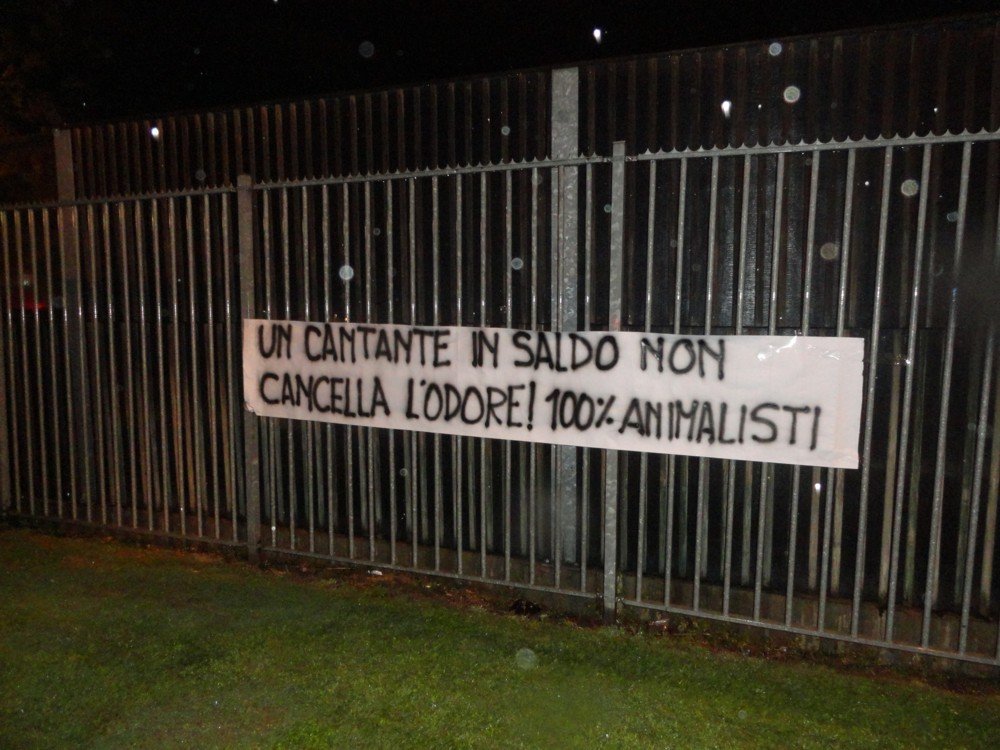 UN CANTANTE IN SALDO NON
CANCELLA L'ODORE! 100% ANIMALISTI